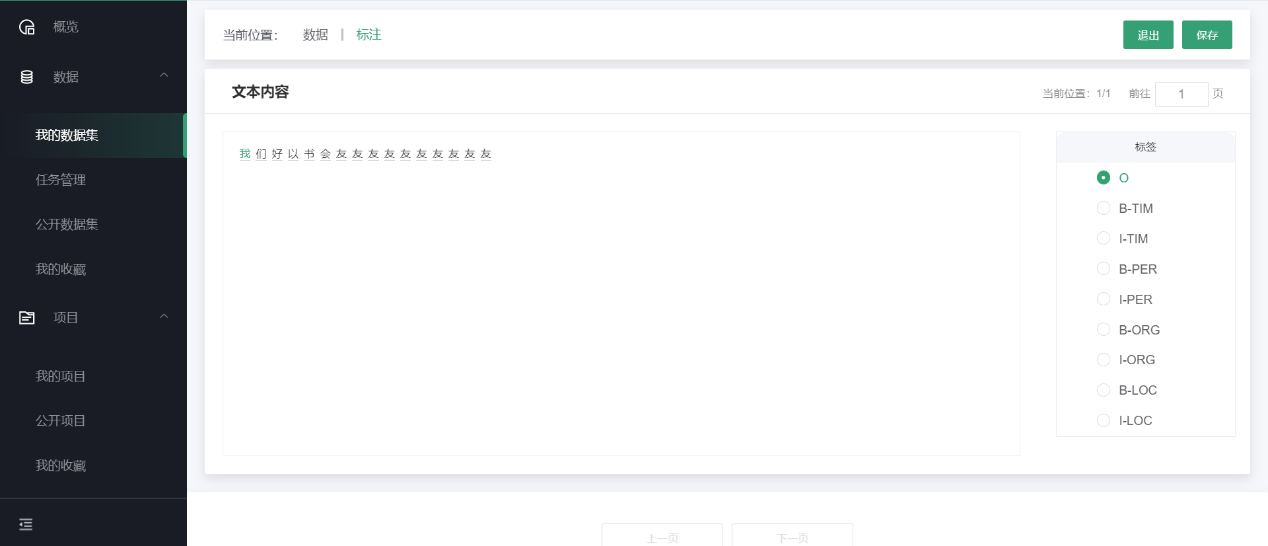 概览
数据
我的数据集
任务管理
公开数据集
我的收藏
项目
我的项目
公开项目
我的收藏
当前位置： 数据 | 标注
退出 保存
文本内容
当前位置：1/1 前往 1 页
我 们 好 以 书 会 友 友 友 友 友 友 友 友 友 友
标签
O
B-TIM
I-TIM
B-PER
I-PER
B-ORG
I-ORG
B-LOC
I-LOC
上一页 下一页